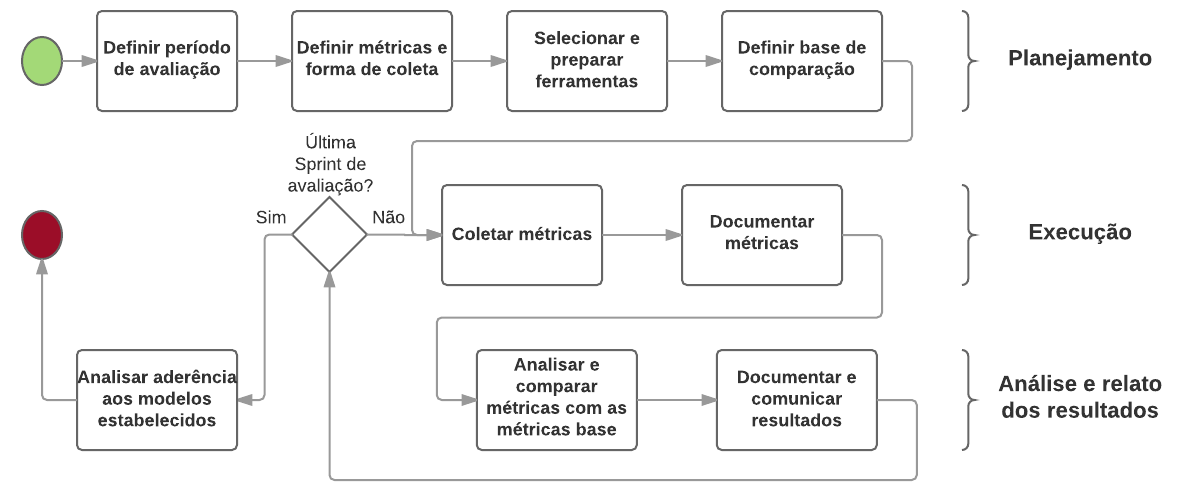 Definir período
de avaliação
Definir métricas e
forma de coleta
Selecionar e
preparar
ferramentas
Definir base de
comparação
Planejamento
Última
Sprint de
avaliação?
Sim
Não
Coletar métricas
Documentar
métricas
Execução
Analisar aderência
aos modelos
estabelecidos
Analisar e
comparar
métricas com as
métricas base
Documentar e
comunicar
resultados
Análise e relato
dos resultados